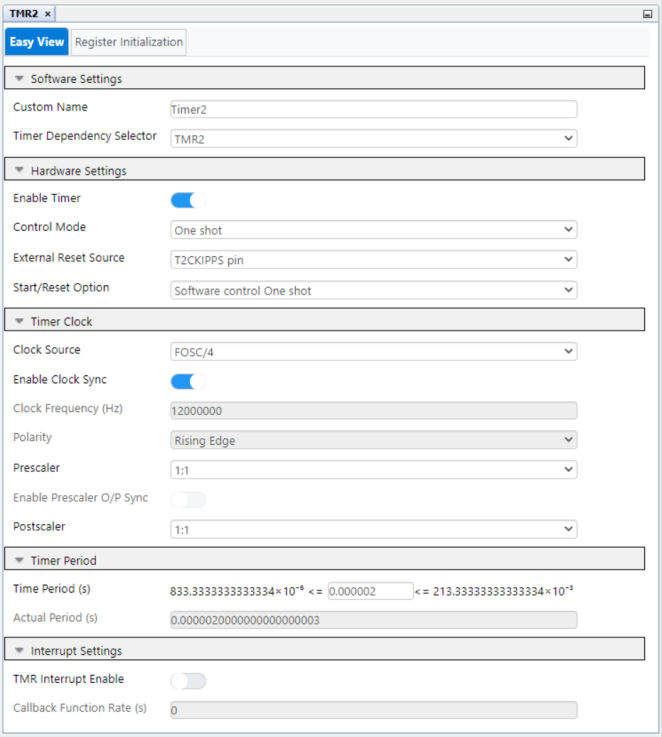 TMR2 ×
Easy View Register Initialization
Software Settings
Custom Name Timer2
Timer Dependency Selector TMR2
Hardware Settings
Enable Timer
Control Mode One shot
External Reset Source T2CKIPPS pin
Start/Reset Option Software control One shot
Timer Clock
Clock Source FOSC/4
Enable Clock Sync
Clock Frequency (Hz) 12000000
Polarity Rising Edge
Prescaler 1:1
Enable Prescaler O/P Sync
Postscaler 1:1
Timer Period
Time Period (s) 833.3333333333334×10⁻⁶ <= 0.000002 <= 213.33333333333334×10⁻³
Actual Period (s) 0.0000020000000000000003
Interrupt Settings
TMR Interrupt Enable
Callback Function Rate (s) 0